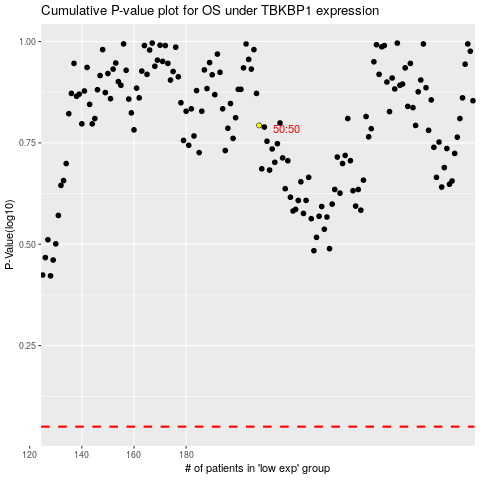 Cumulative P-value plot for OS under TBKBP1 expression
P-Value(log10)
1.00
0.75
0.50
0.25
50:50
120 140 160 180
# of patients in 'low exp' group